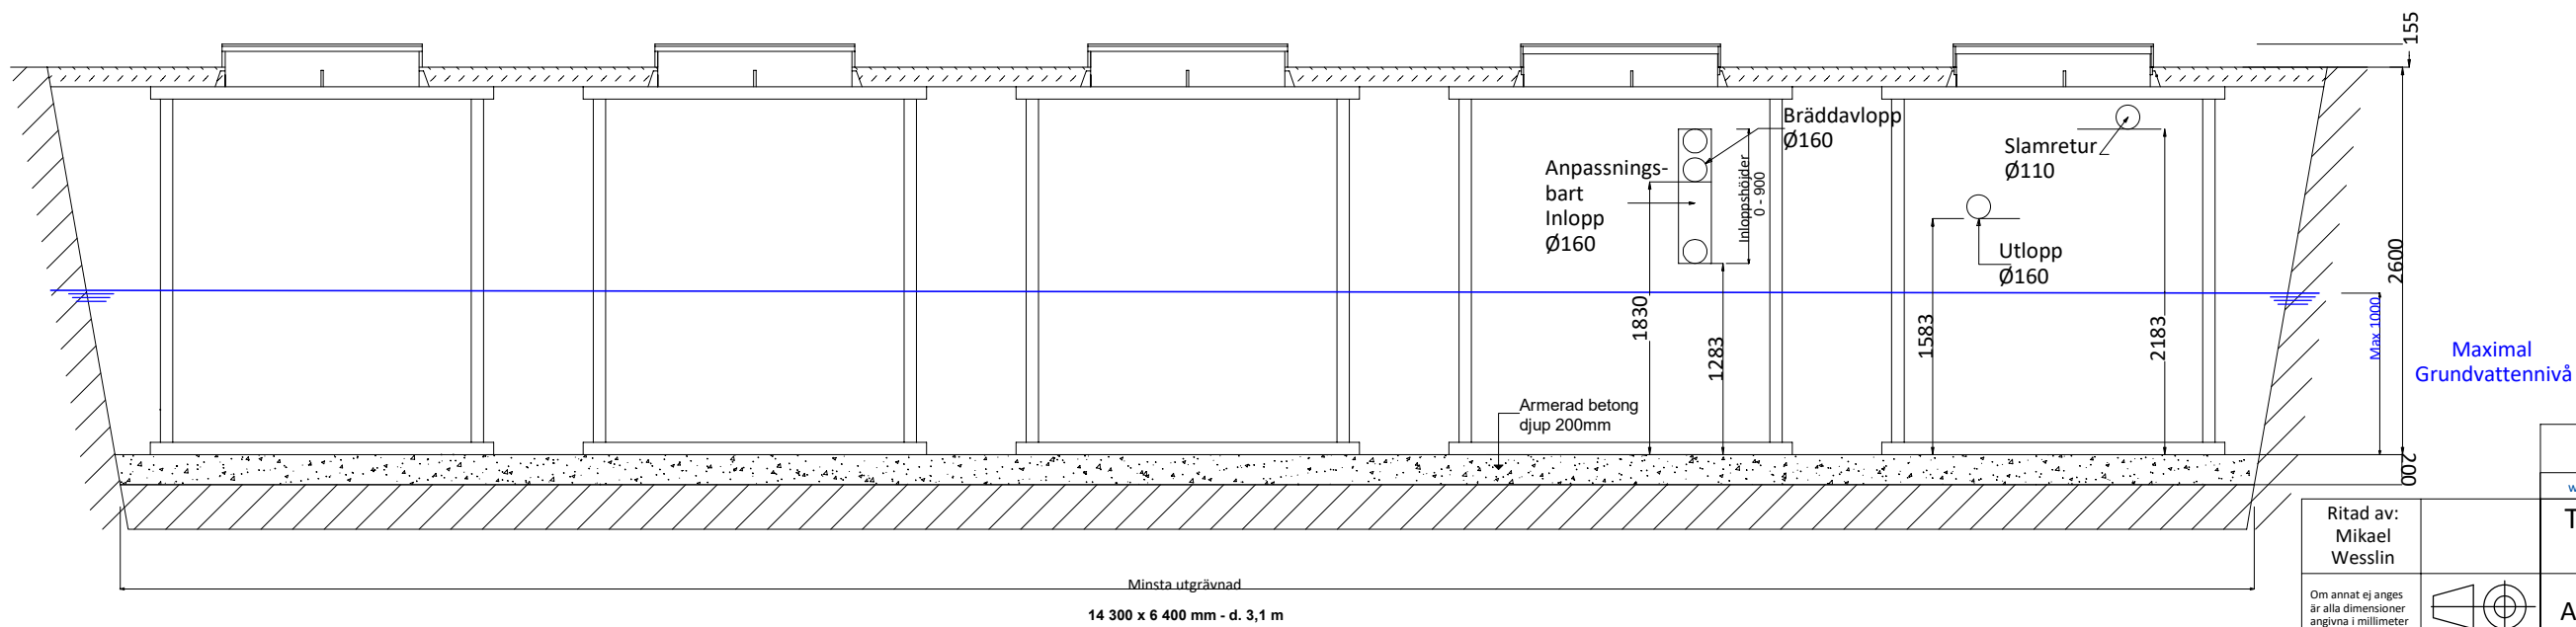 155
Bräddavlopp
Ø160
Anpassnings-
bart
Inlopp
Ø160
Inloppshöjder
0 - 900
Slamretur
Ø110
Utlopp
Ø160
2600
1830
1283
1583
2183
Max 1000
Maximal
Grundvattennivå
Armerad betong
djup 200mm
200
Minsta utgrävnad
14 300 x 6 400 mm - d. 3,1 m
Ritad av:
Mikael
Wesslin
Om annat ej anges
är alla dimensioner
angivna i millimeter
w
T
A